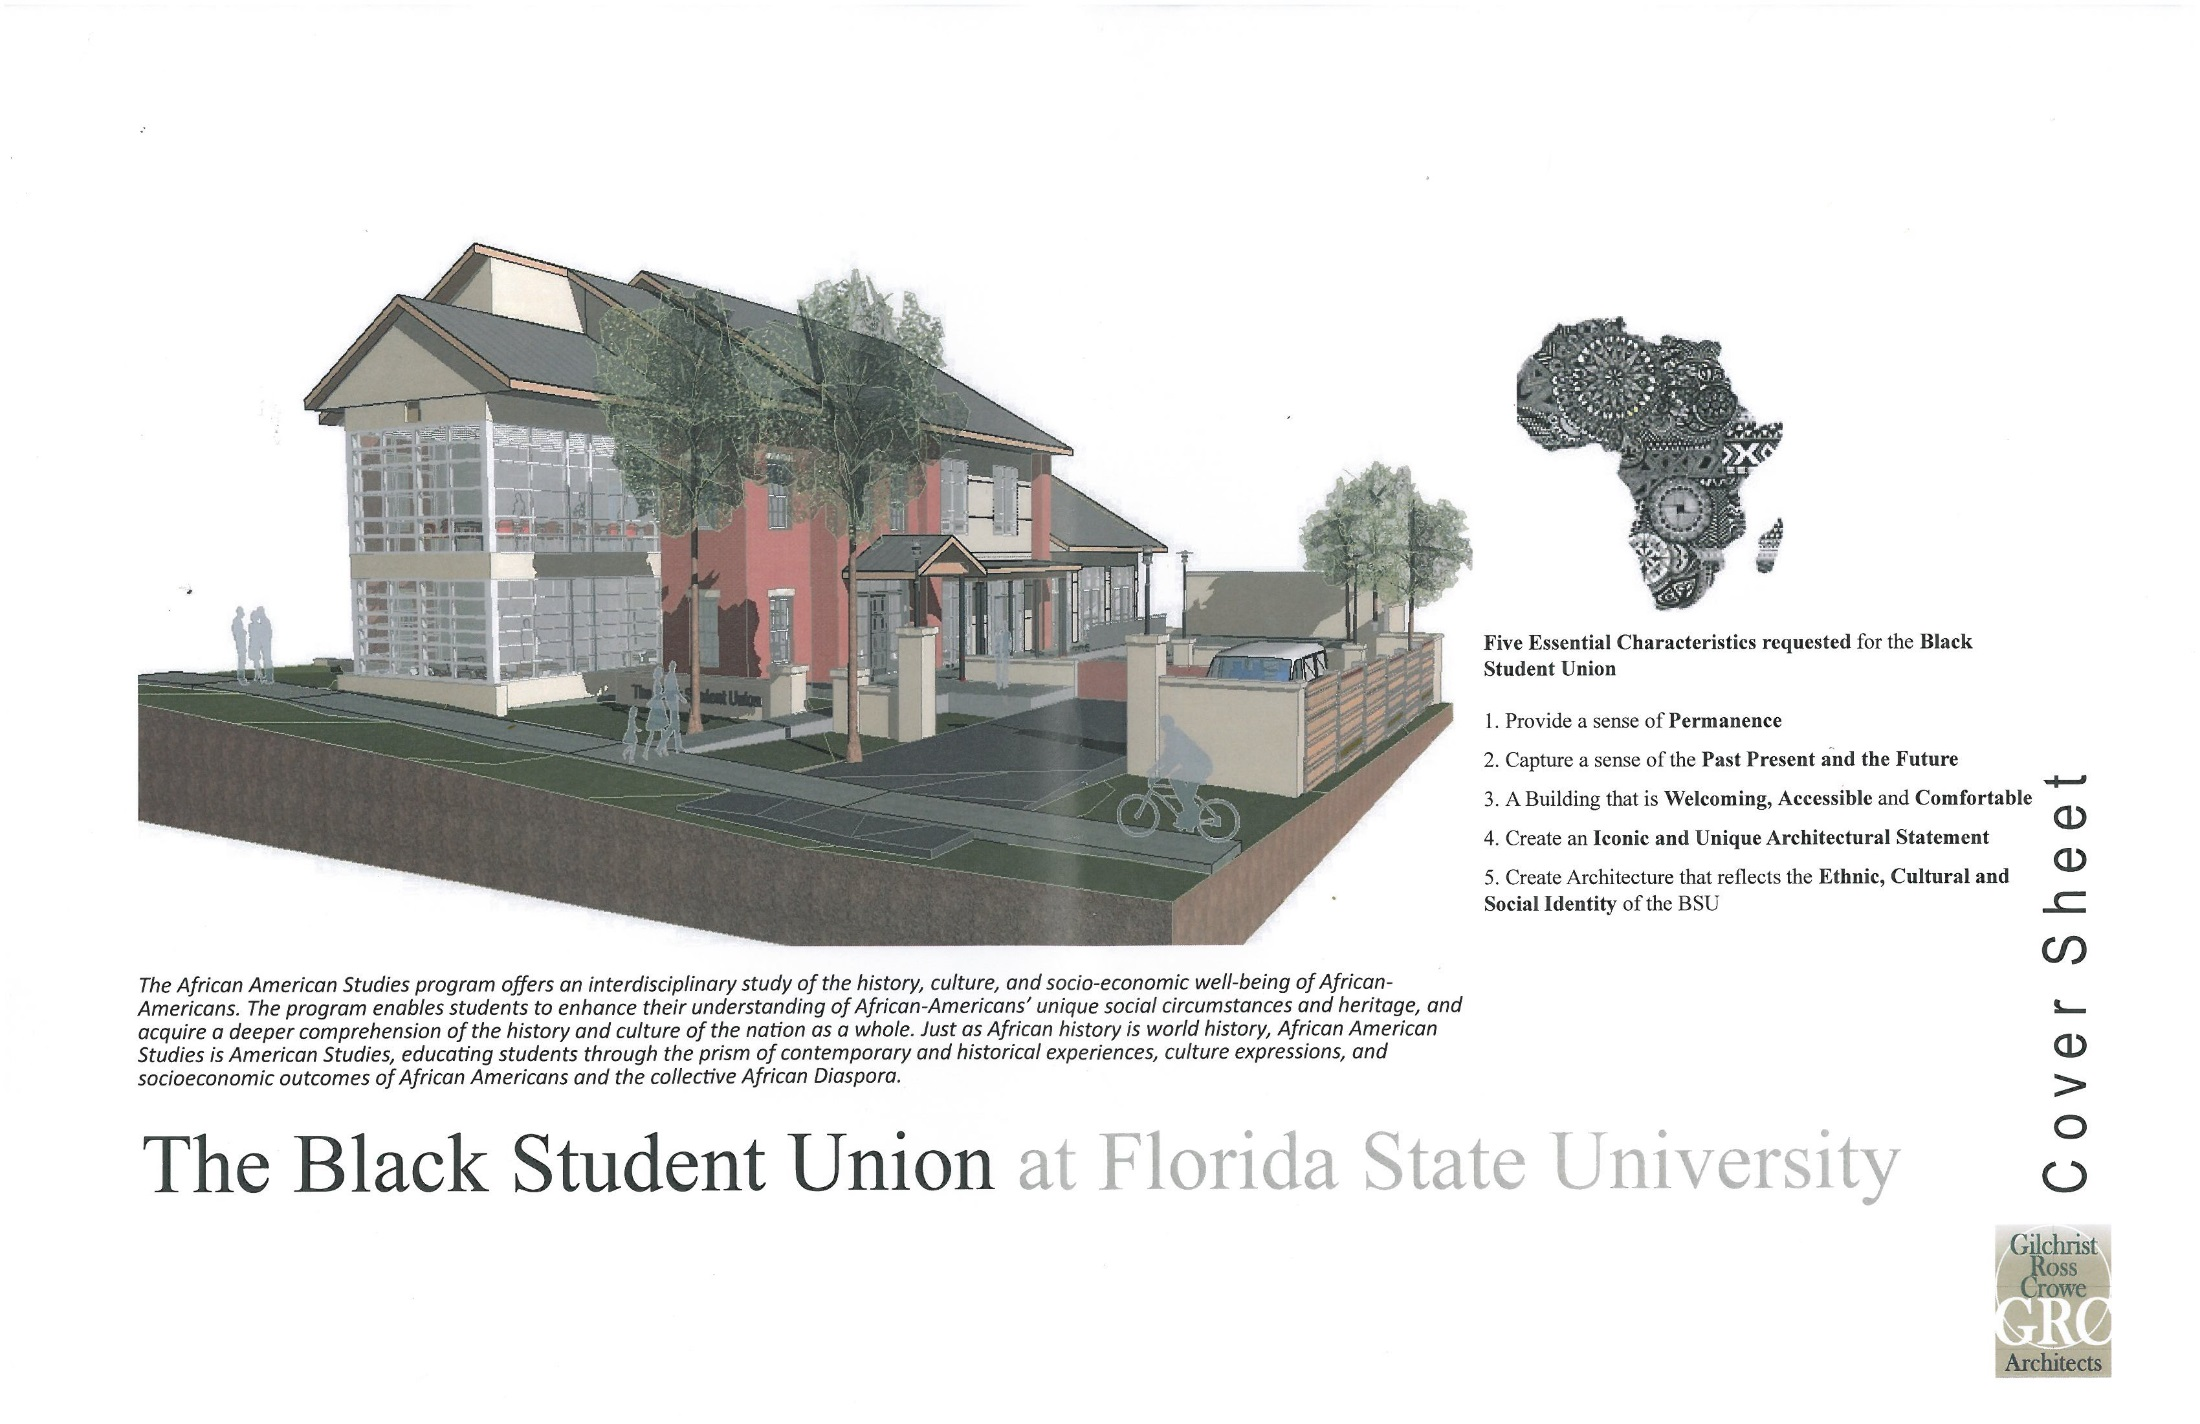 The Student Union
Five Essential Characteristics requested for the Black
Student Union
1. Provide a sense of Permanence
2. Capture a sense of the Past Present and the Future
3. A Building that is Welcoming, Accessible and Comfortable
4. Create an Iconic and Unique Architectural Statement
5. Create Architecture that reflects the Ethnic, Cultural and
Social Identity of the BSU
The African American Studies program offers an interdisciplinary study of the history, culture, and socio-economic well-being of African-
Americans. The program enables students to enhance their understanding of African-Americans’ unique social circumstances and heritage, and
acquire a deeper comprehension of the history and culture of the nation as a whole. Just as African history is world history, African American
Studies is American Studies, educating students through the prism of contemporary and historical experiences, culture expressions, and
socioeconomic outcomes of African Americans and the collective African Diaspora.
The Black Student Union at Florida State University
Cover Sheet
Gilchrist
Ross
Crowe
GRC
Architects